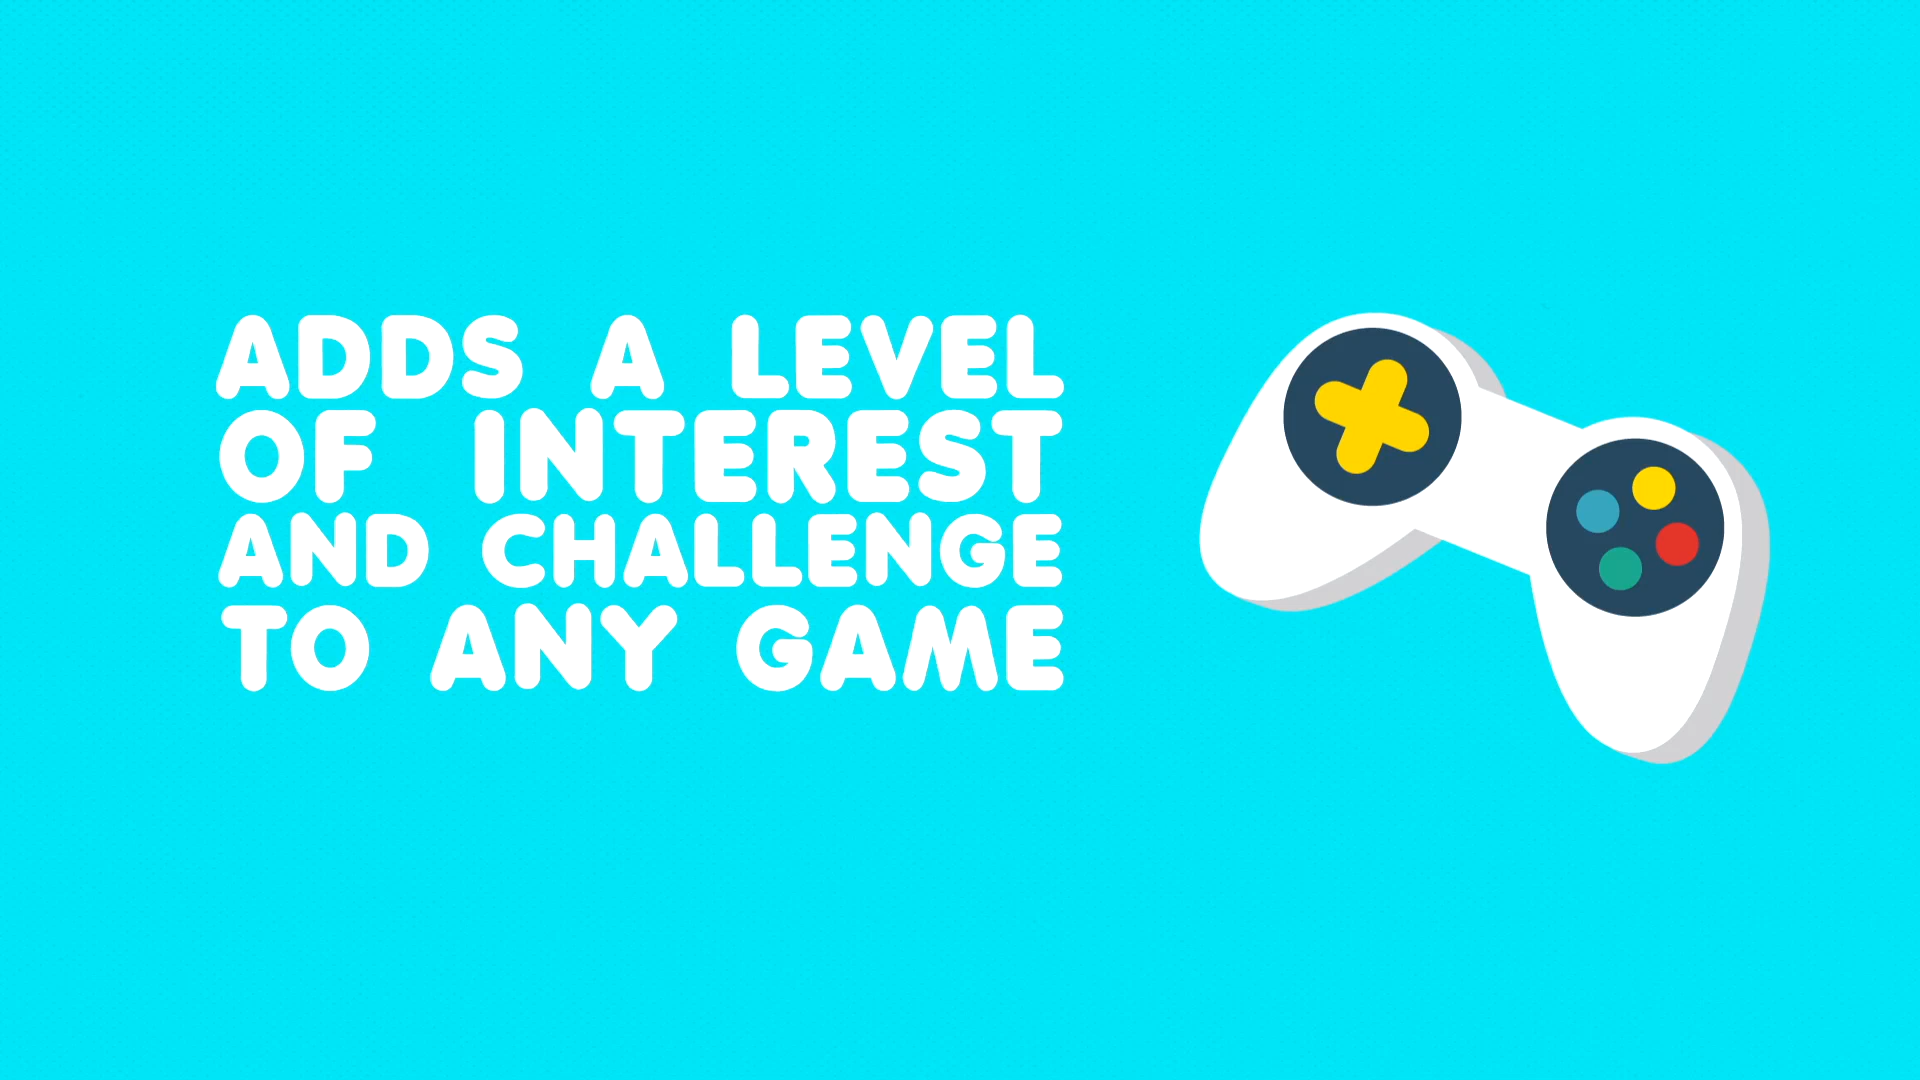 ADDS A LEVEL
OF INTEREST
AND CHALLENGE
TO ANY GAME